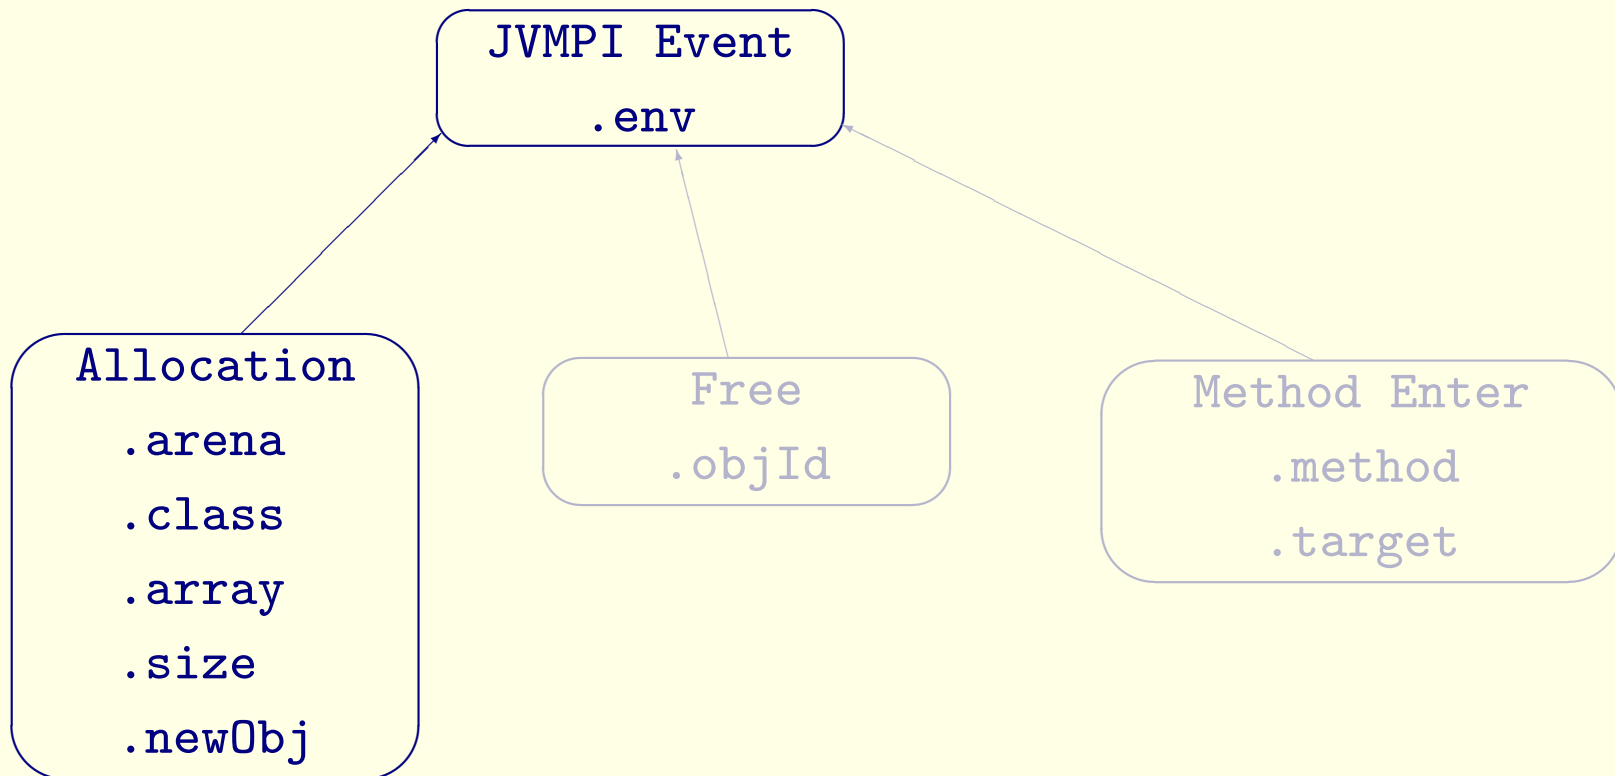 JVMPI Event
.env
Allocation
.arena
.class
.array
.size
.newObj
Free
.objId
Method Enter
.method
.target